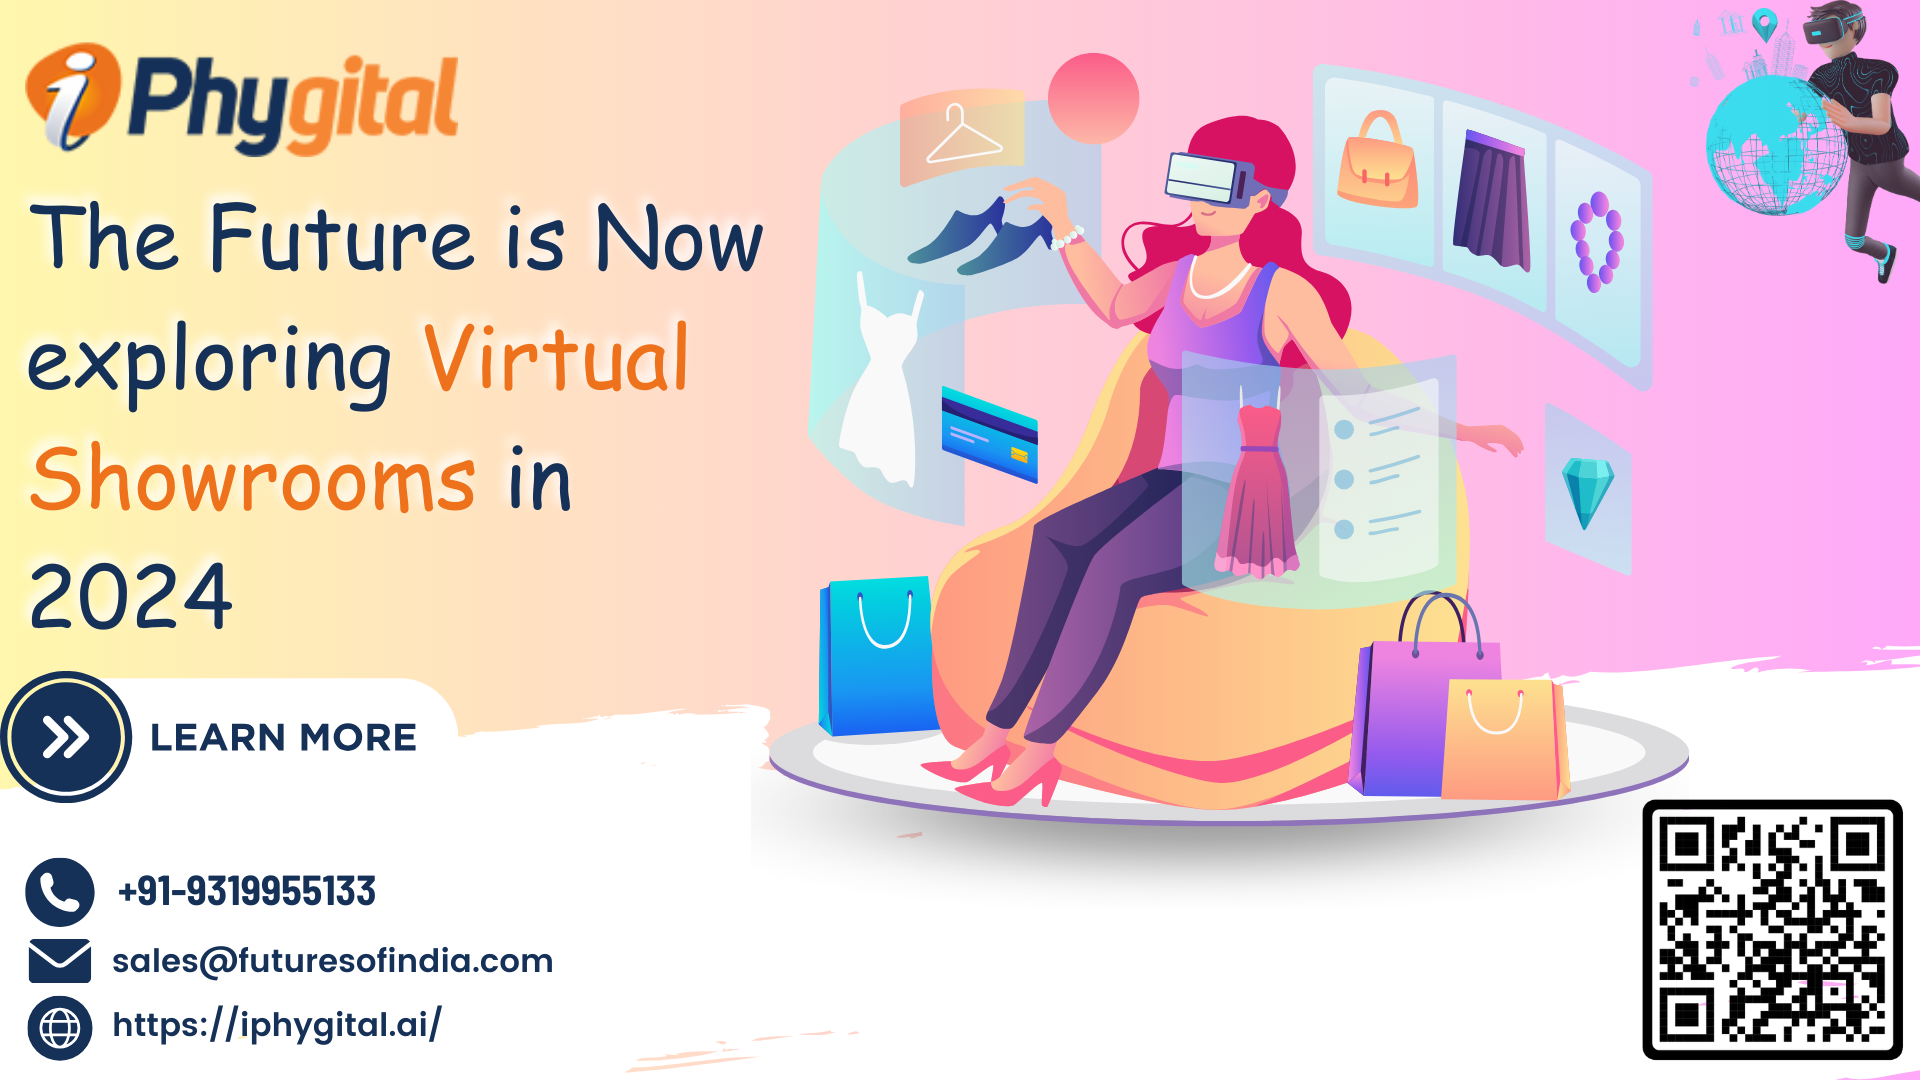 iPhygital
The Future is Now
exploring Virtual
Showrooms in
2024
LEARN MORE
+91-9319955133
sales@futuresofindia.com
https://iphygital.ai/